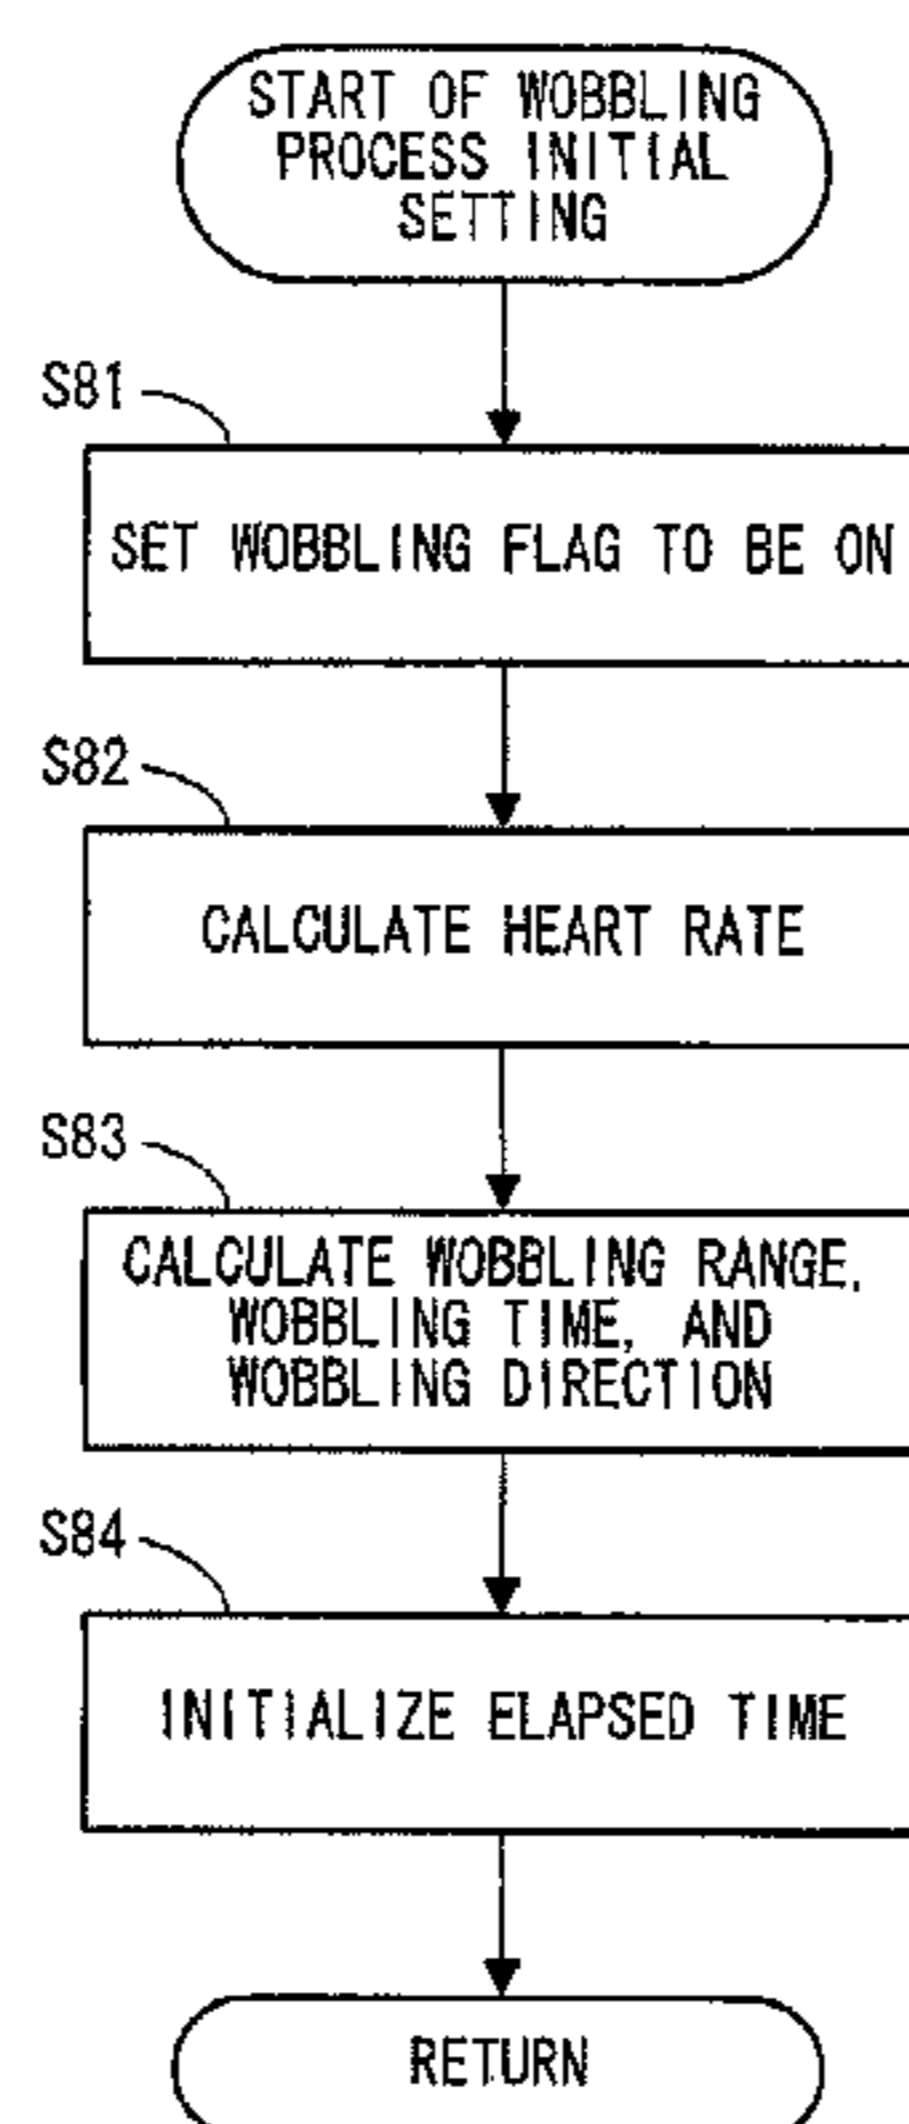 START OF WOBBLING
PROCESS INITIAL
SETTING
S81
SET WOBBLING FLAG TO BE ON
S82
CALCULATE HEART RATE
S83
CALCULATE WOBBLING RANGE,
WOBBLING TIME, AND
WOBBLING DIRECTION
S84
INITIALIZE ELAPSED TIME
RETURN